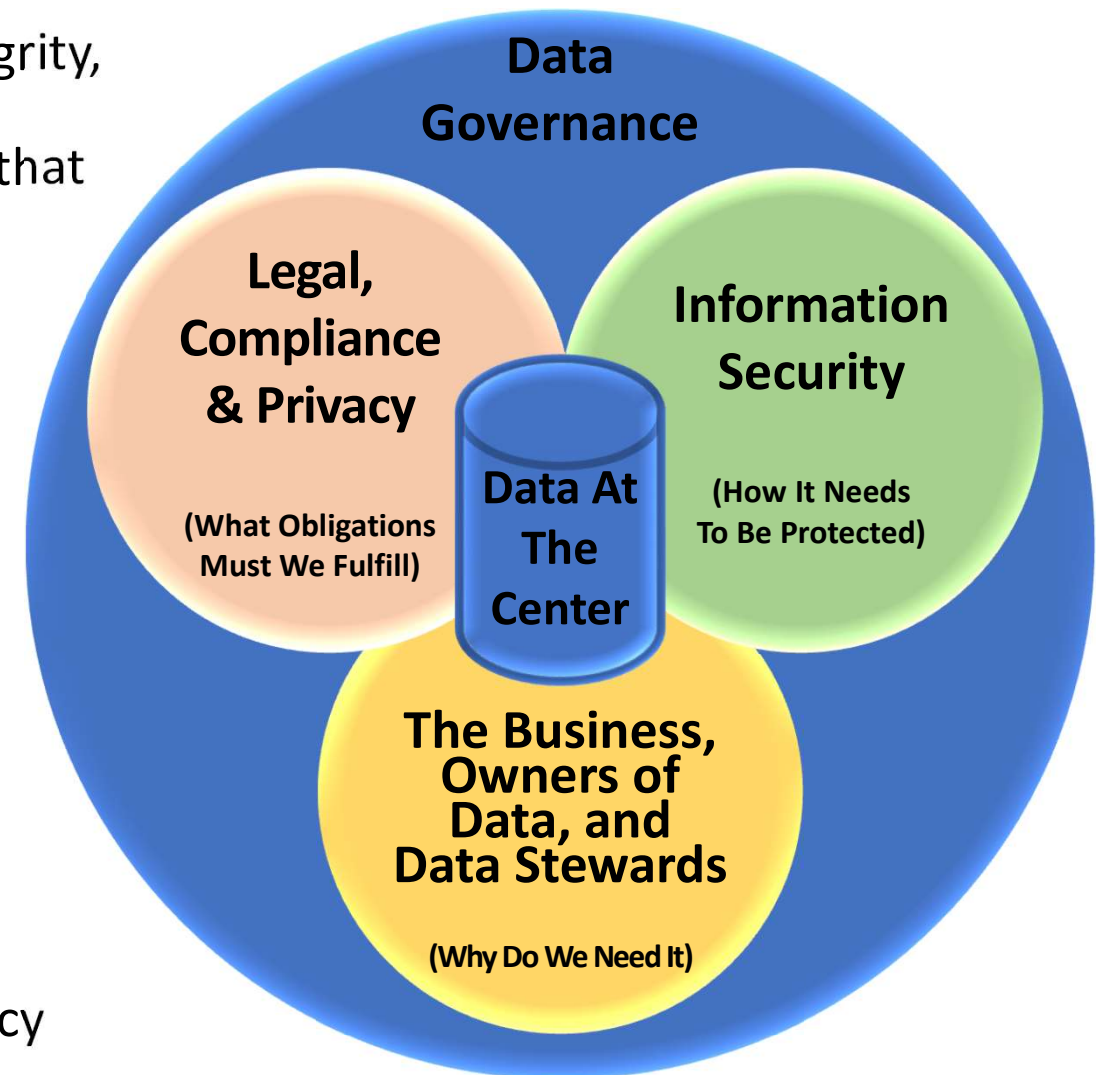 grity,
that
cy
Data
Governance
Legal,
Compliance
& Privacy
(What Obligations
Must We Fulfill)
Information
Security
(How It Needs
To Be Protected)
Data At
The
Center
The Business,
Owners of
Data, and
Data Stewards
(Why Do We Need It)